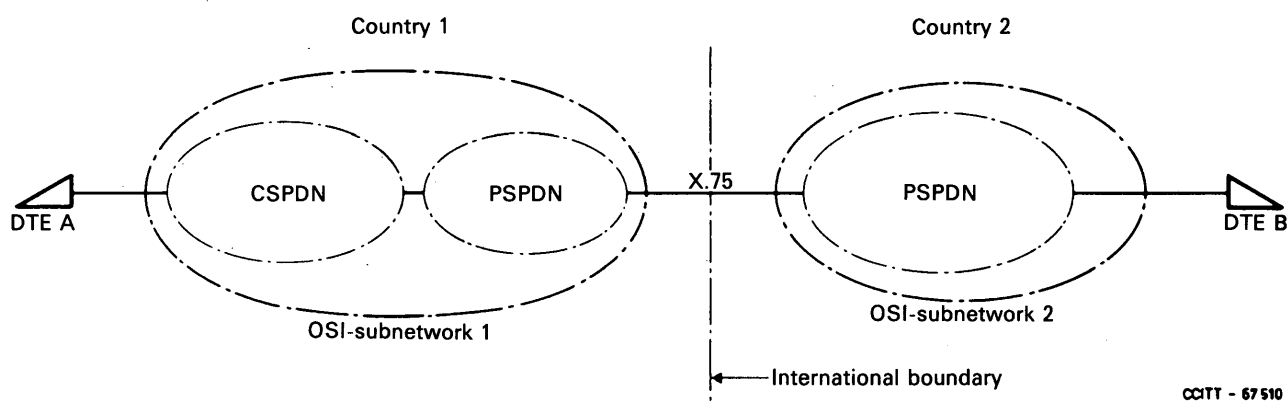 Country 1
Country 2
CSPDN
PSPDN
X.75
PSPDN
DTE A
DTE B
OSI-subnetwork 1
OSI-subnetwork 2
International boundary
CCITT - 67510